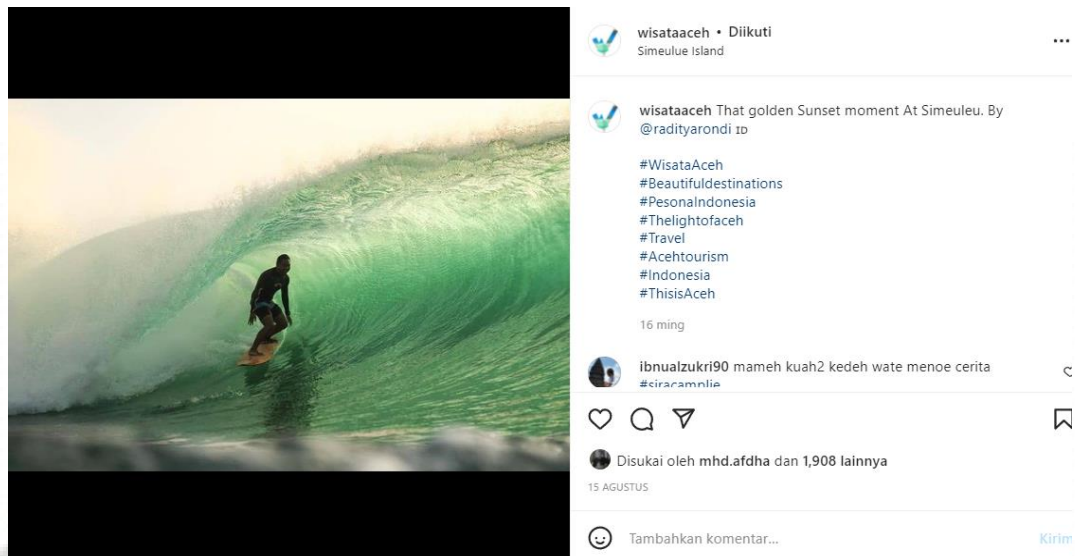 wisataaceh • Diikuti
Simeulue Island
wisataaceh That golden Sunset moment At Simeuleu. By
@radityarondi ID
#WisataAceh
#Beautifuldestinations
#PesonaIndonesia
#Thelightofaceh
#Travel
#Acehtourism
#Indonesia
#ThisisAceh
16 ming
ibnualzukri90 mameh kuah2 kedeh wate menoe cerita
#siracamplie
Disukai oleh mhd.afdha dan 1,908 lainnya
15 AGUSTUS
Tambahkan komentar...
Kirim